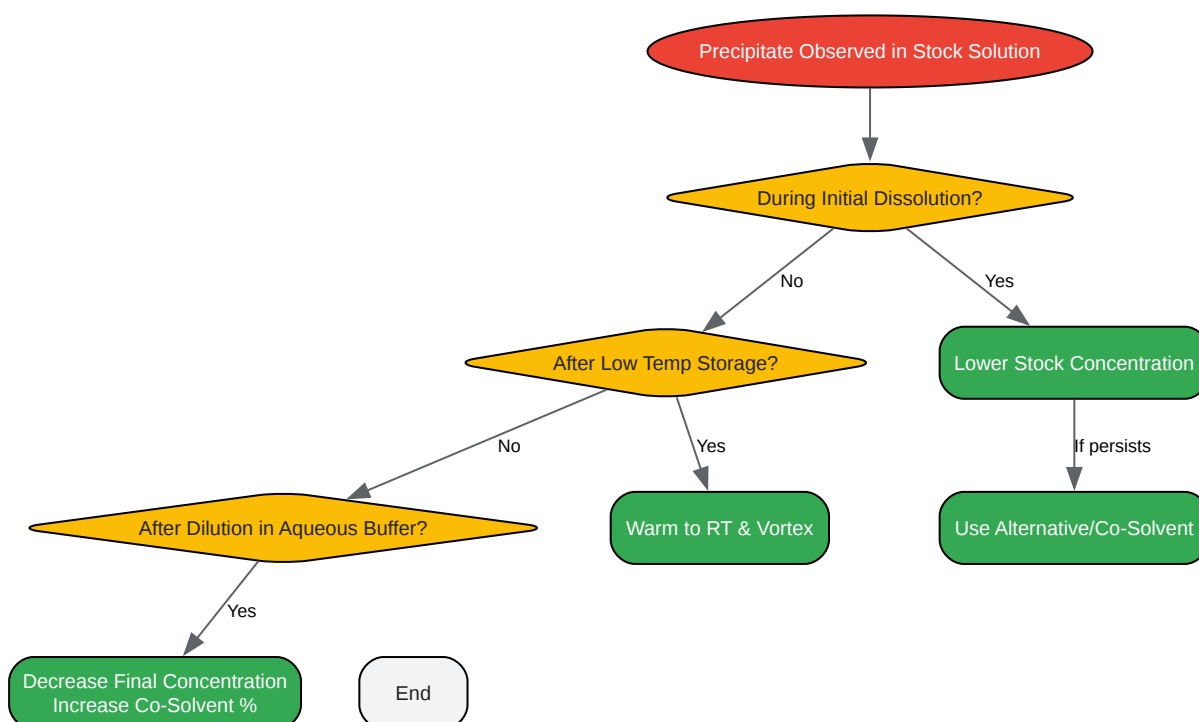 Precipitate Observed in Stock Solution
During Initial Dissolution?
No
Yes
After Low Temp Storage?
Lower Stock Concentration
No
Yes
If persists
After Dilution in Aqueous Buffer?
Warm to RT & Vortex
Use Alternative/Co-Solvent
Yes
Decrease Final Concentration
Increase Co-Solvent %
End